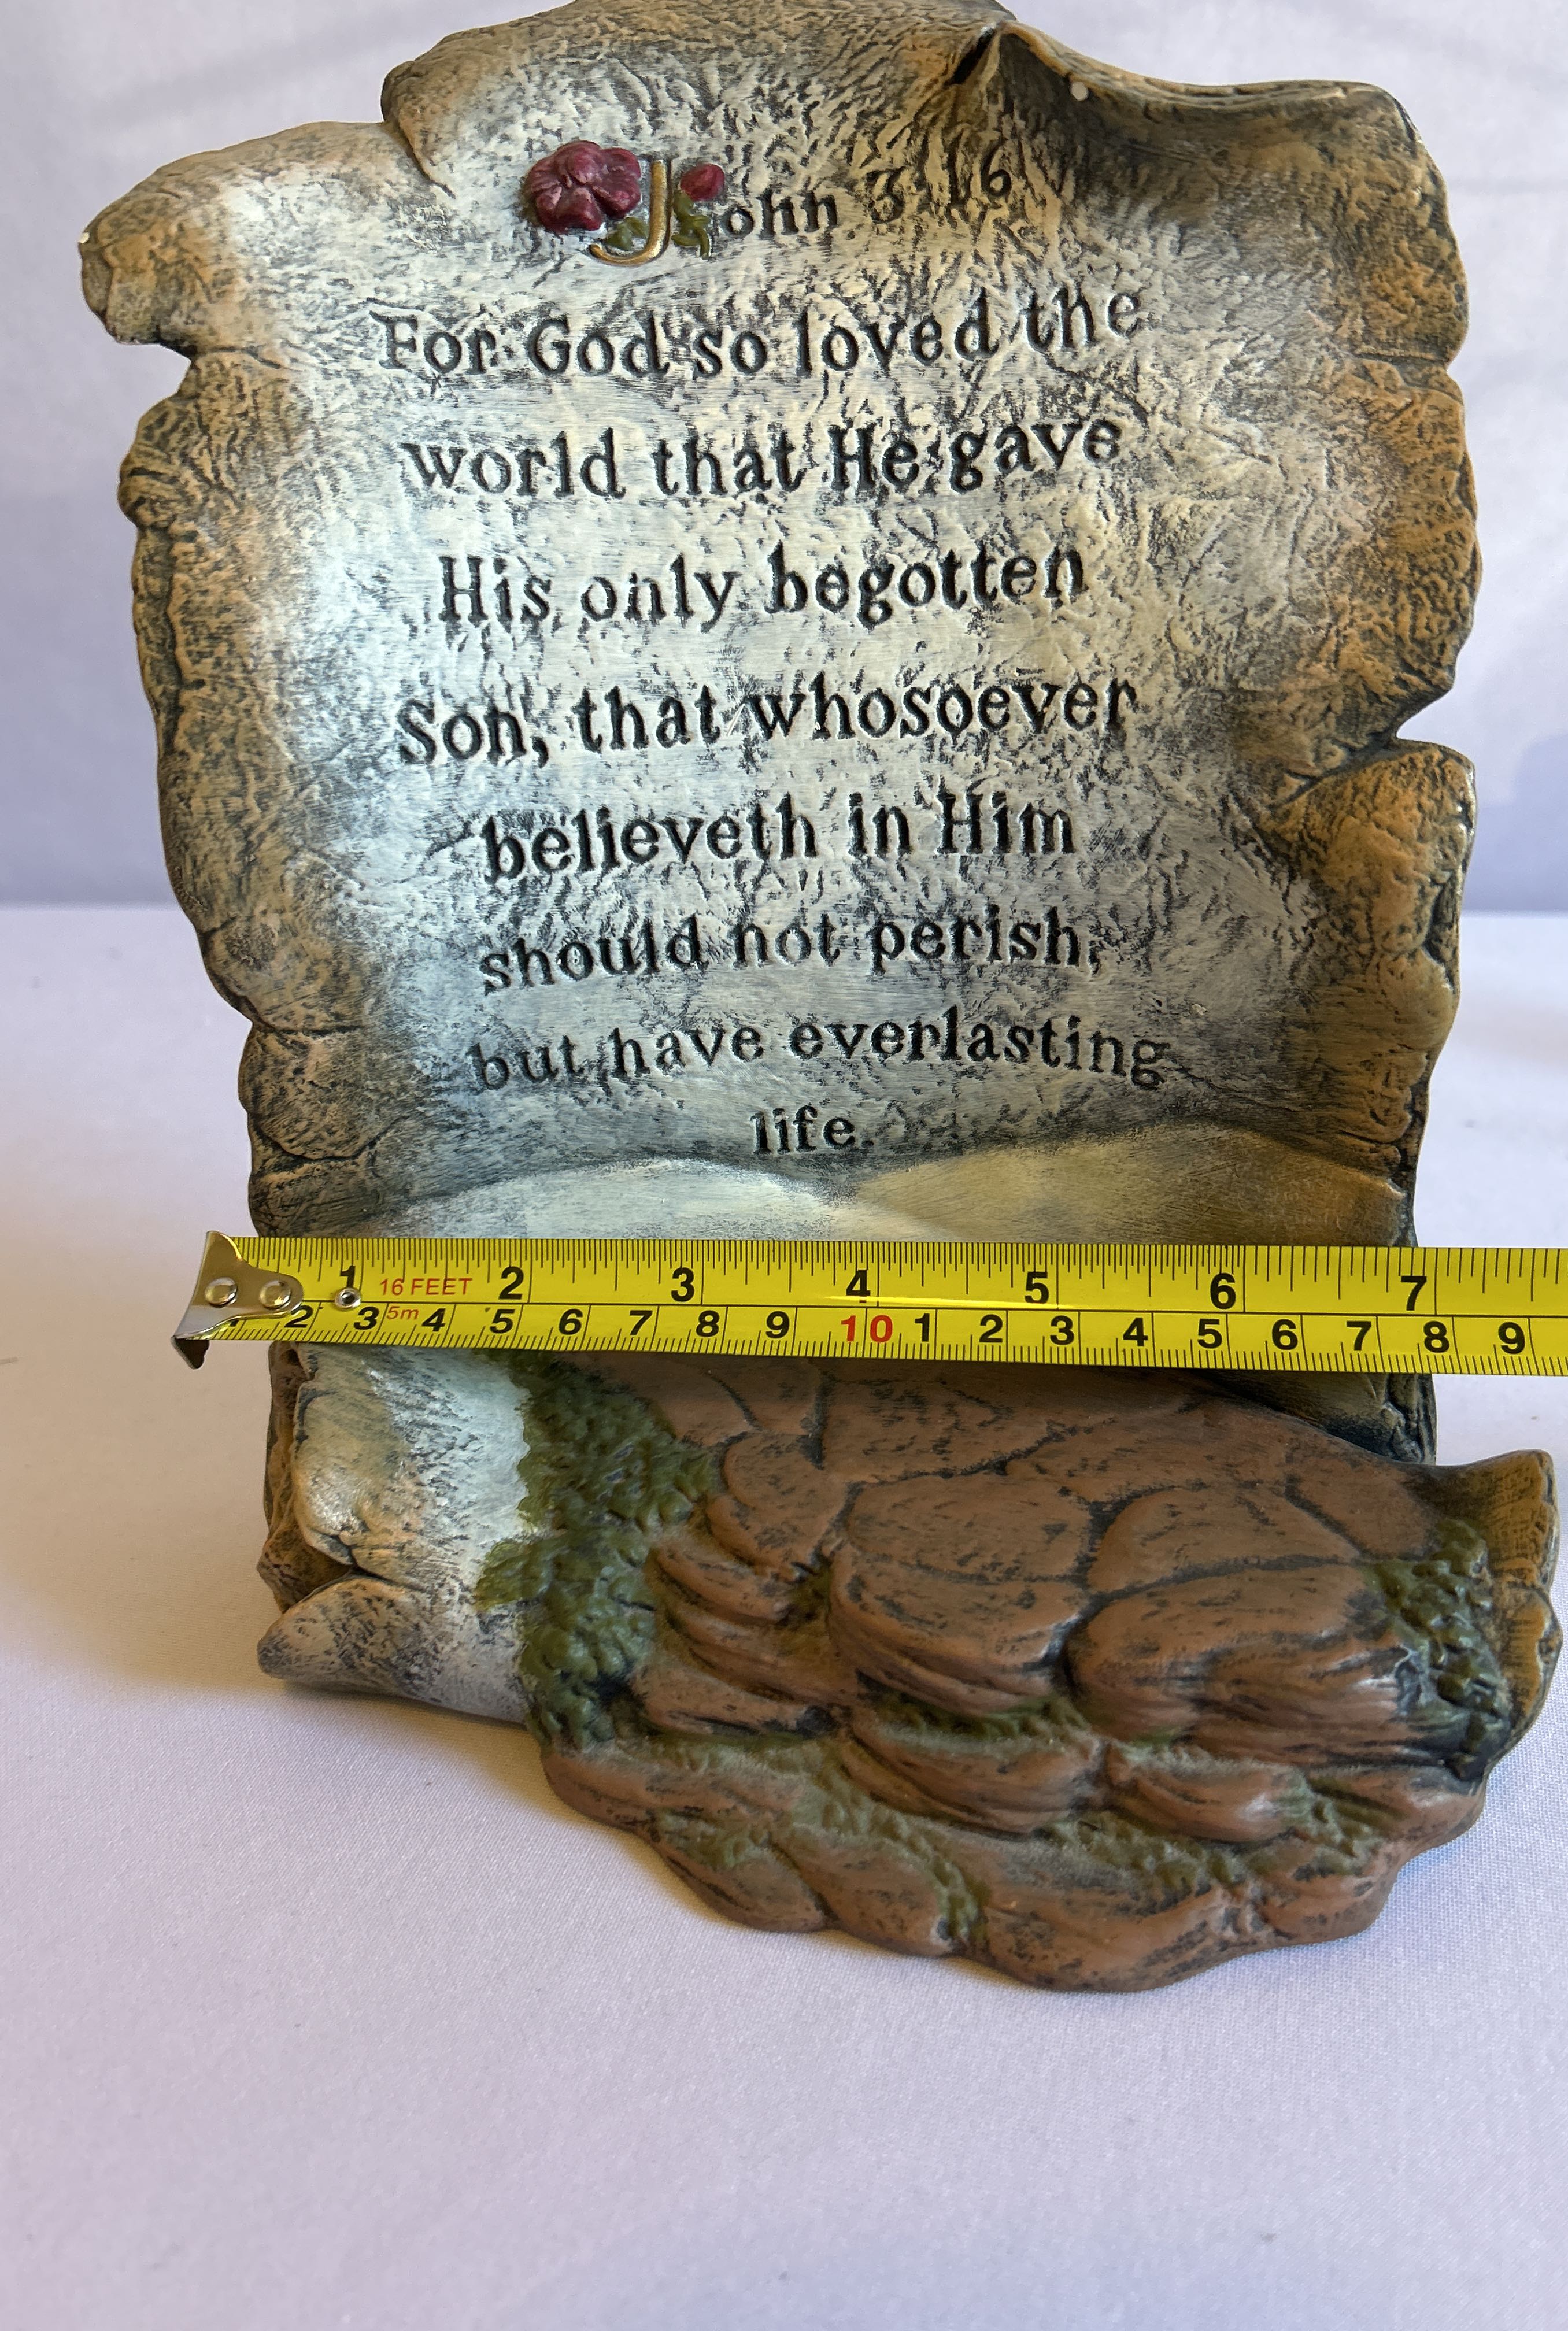 John 3:16
For God so loved the
world that He gave
His only begotten
Son, that whosoever
believeth in Him
should not perish,
but have everlasting
life.
1 16 FEET 2 3 4 5 6 7
2 3 5m 4 5 6 7 8 9 10 1 2 3 4 5 6 7 8 9